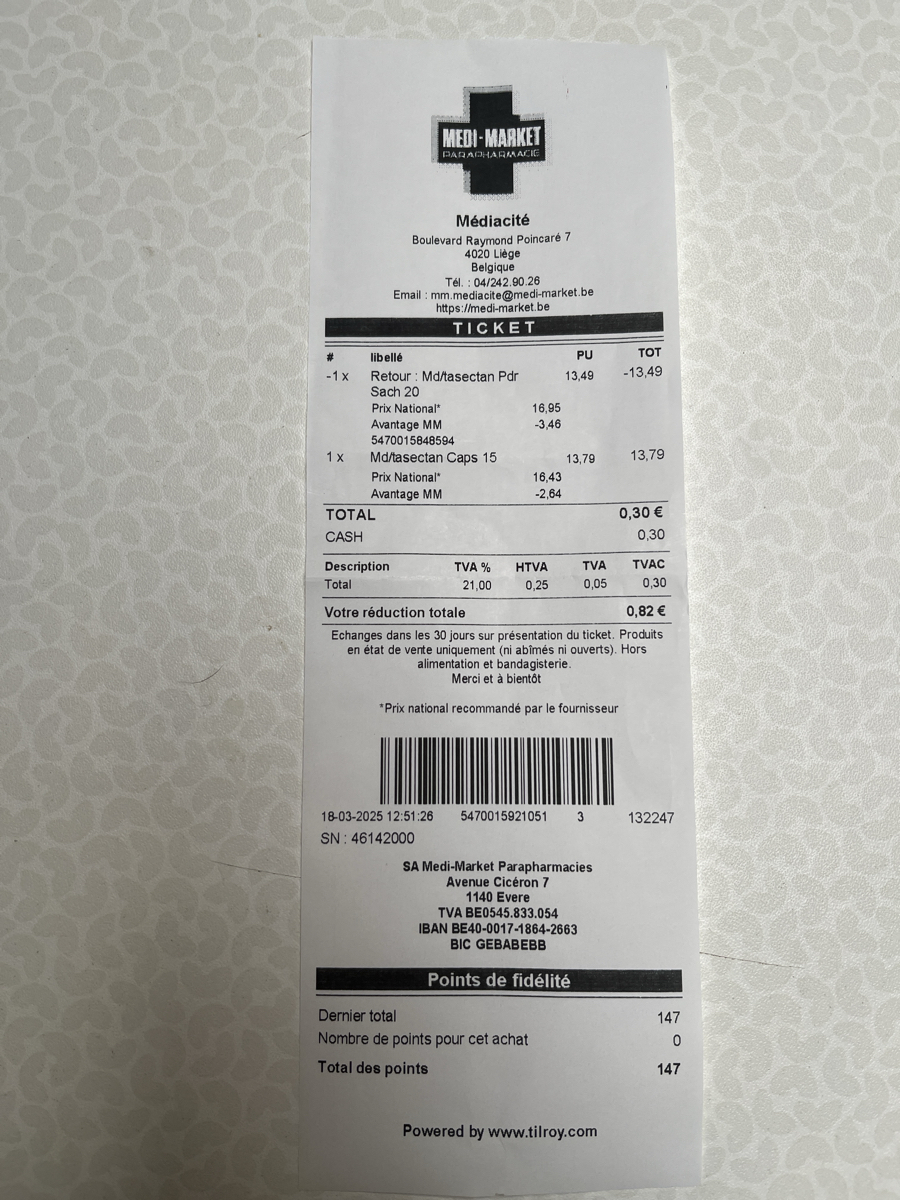 MEDI-MARKET
PARAPHARMACIE
Médiacité
Boulevard Raymond Poincaré 7
4020 Liège
Belgique
Tél. : 04/242.90.26
Email : mm.mediacite@medi-market.be
https://medi-market.be
TICKET
# libellé PU TOT
-1 x Retour : Md/tasectan Pdr 13,49 -13,49
Sach 20
Prix National* 16,95
Avantage MM -3,46
5470015848594
1 x Md/tasectan Caps 15 13,79 13,79
Prix National* 16,43
Avantage MM -2,64
TOTAL 0,30 €
CASH 0,30
Description TVA % HTVA TVA TVAC
Total 21,00 0,25 0,05 0,30
Votre réduction totale 0,82 €
Echanges dans les 30 jours sur présentation du ticket. Produits
en état de vente uniquement (ni abîmés ni ouverts). Hors
alimentation et bandagisterie.
Merci et à bientôt
*Prix national recommandé par le fournisseur
18-03-2025 12:51:26 5470015921051 3 132247
SN : 46142000
SA Medi-Market Parapharmacies
Avenue Cicéron 7
1140 Evere
TVA BE0545.833.054
IBAN BE40-0017-1864-2663
BIC GEBABEBB
Points de fidélité
Dernier total 147
Nombre de points pour cet achat 0
Total des points 147
Powered by www.tilroy.com